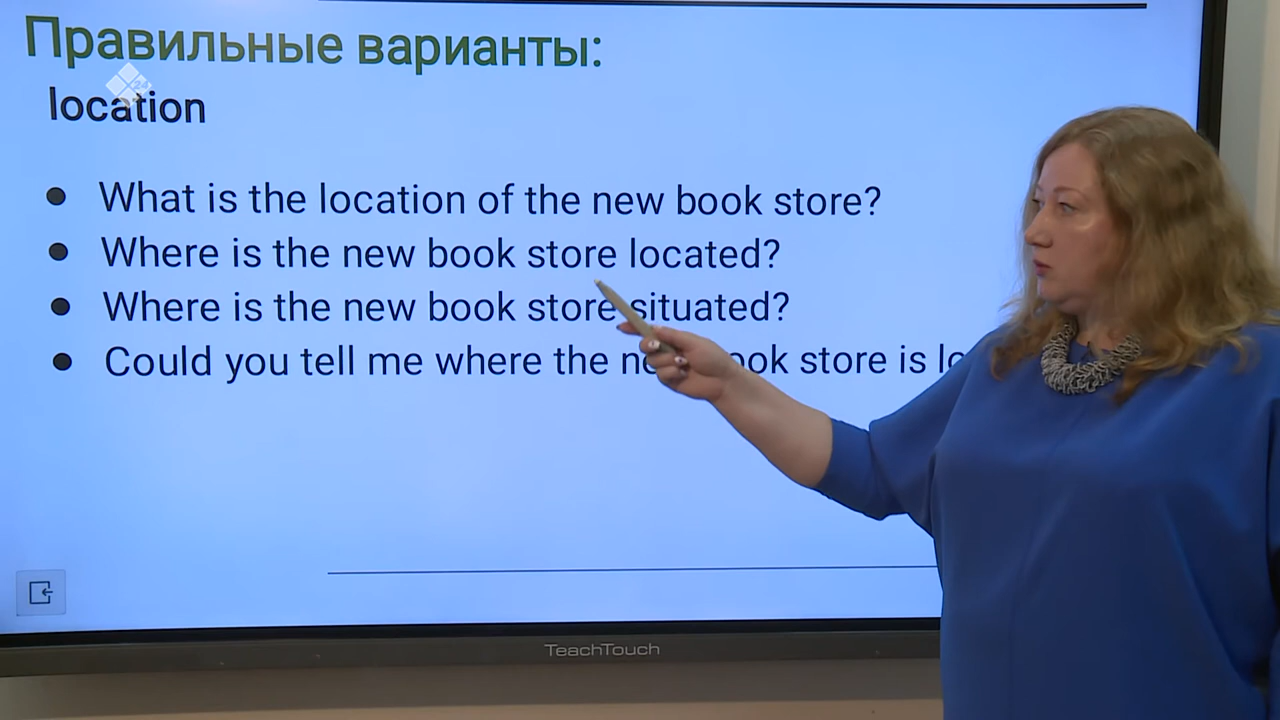 Правильные варианты:
location
What is the location of the new book store?
Where is the new book store located?
Where is the new book store situated?
Could you tell me where the book store is
TeachTouch